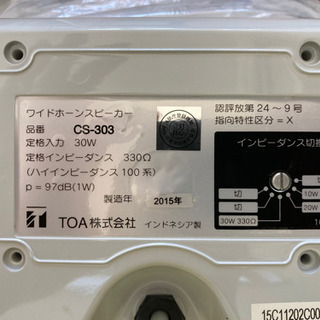 ワイドホーンスピーカー
品番 CS-303
定格入力 30W
定格インピーダンス 330Ω
(ハイインピーダンス 100系)
p = 97dB(1W)
製造年 2015年
TOA株式会社 インドネシア製
認評放第24～9号
指向特性区分=X
インピーダンス切換
切 切
10W
切 20W
30W 330Ω
15C11202C00